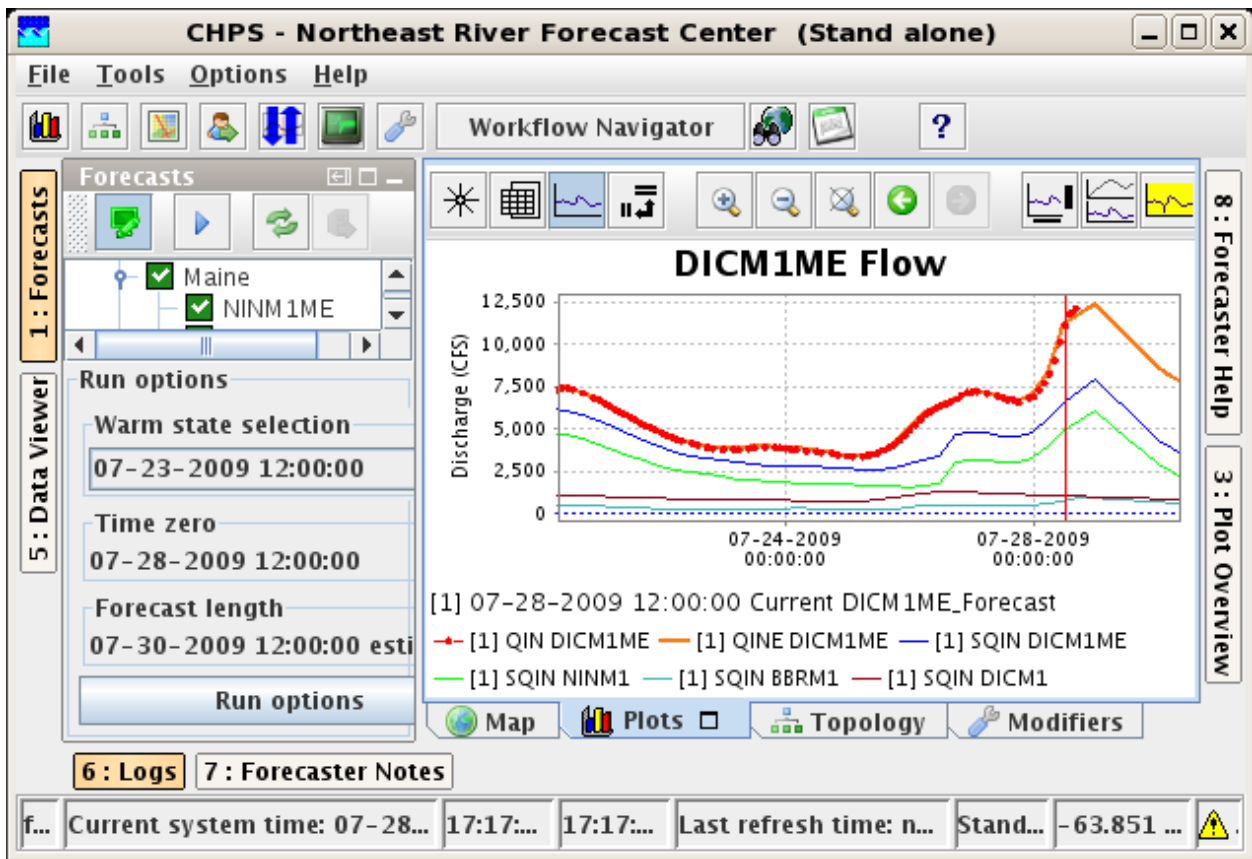 CHPS - Northeast River Forecast Center (Stand alone)
File Tools Options Help
Workflow Navigator ?
1 : Forecasts
5 : Data Viewer
Forecasts
Maine
NINM1ME
Run options
Warm state selection
07-23-2009 12:00:00
Time zero
07-28-2009 12:00:00
Forecast length
07-30-2009 12:00:00 esti
Run options
DICM1ME Flow
Discharge (CFS)
12,500
10,000
7,500
5,000
2,500
0
07-24-2009 07-28-2009
00:00:00 00:00:00
[1] 07-28-2009 12:00:00 Current DICM1ME_Forecast
[1] QIN DICM1ME [1] QINE DICM1ME [1] SQIN DICM1ME
[1] SQIN NINM1 [1] SQIN BBRM1 [1] SQIN DICM1
Map Plots Topology Modifiers
8 : Forecaster Help
3 : Plot Overview
6 : Logs 7 : Forecaster Notes
f... Current system time: 07-28... 17:17:... 17:17:... Last refresh time: n... Stand... -63.851 ... .